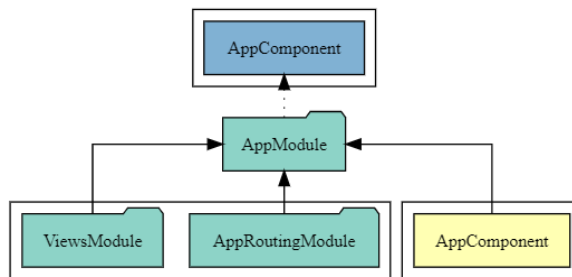 AppComponent
AppModule
ViewsModule
AppRoutingModule
AppComponent